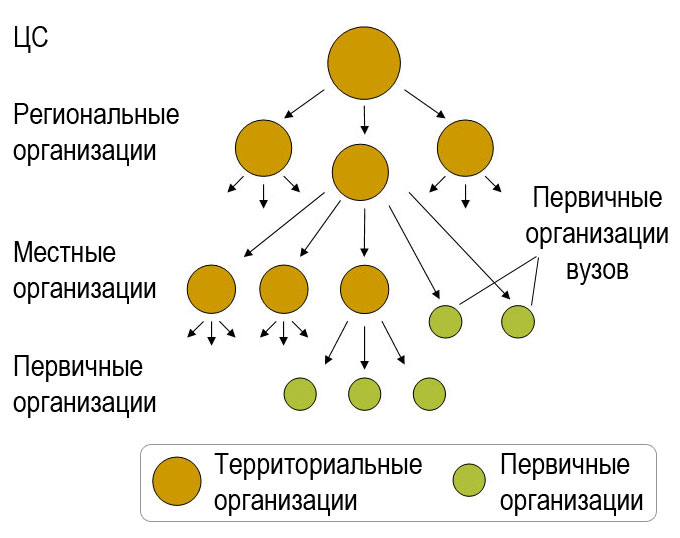 ЦС
Региональные
организации
Первичные
организации
вузов
Местные
организации
Первичные
организации
Территориальные
организации
Первичные
организации